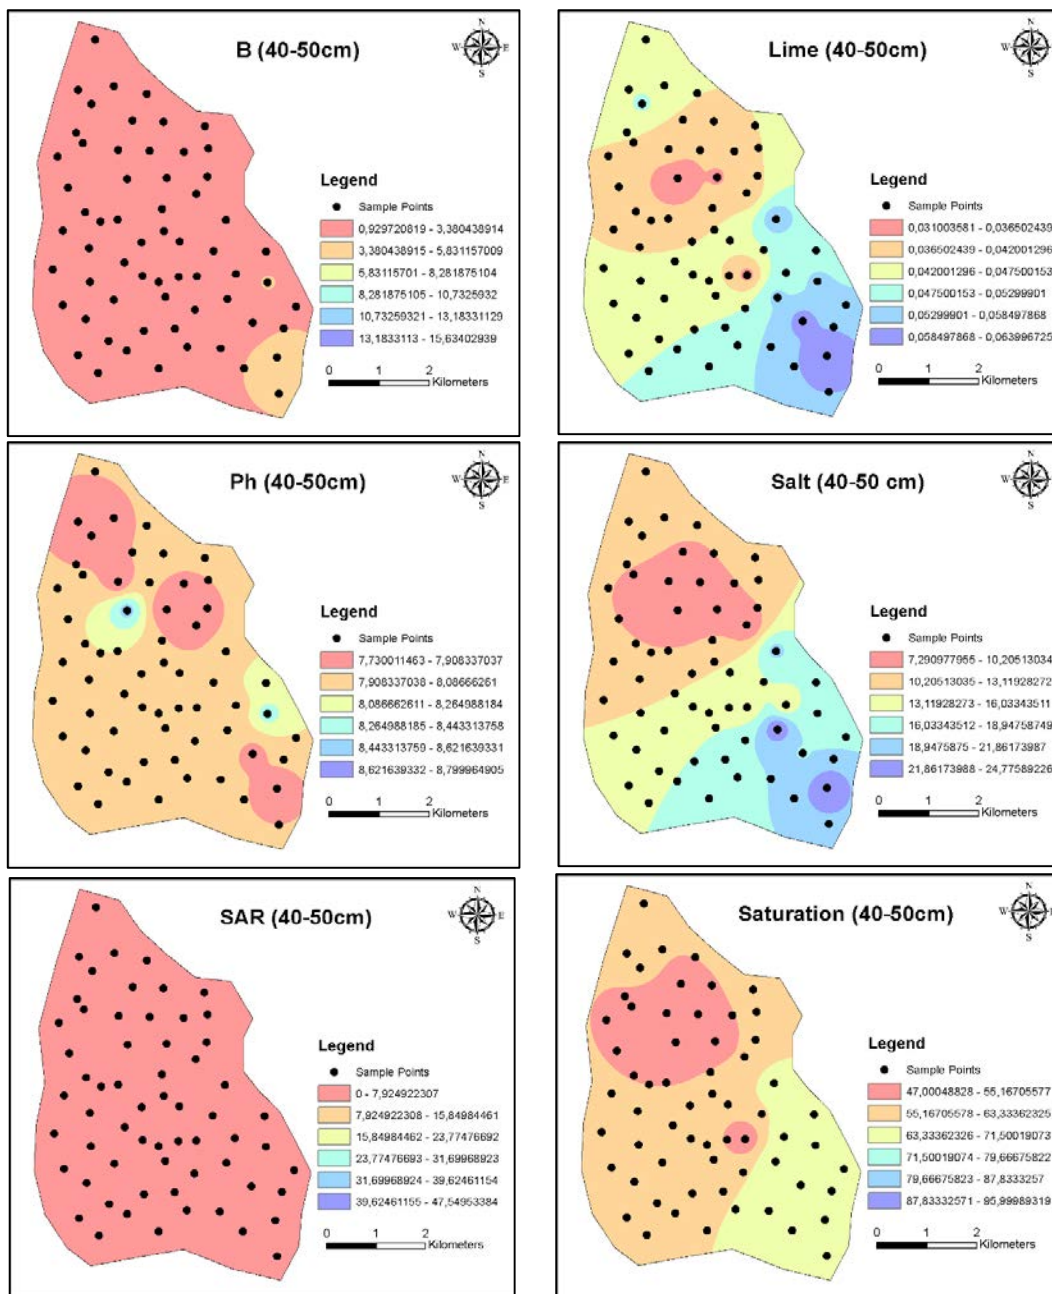 B (40-50cm)
N
W E
S
Legend
Sample Points
0,929720819 - 3,380438914
3,380438915 - 5,831157009
5,83115701 - 8,281875104
8,281875105 - 10,7325932
10,73259321 - 13,18331129
13,1833113 - 15,63402939
0 1 2
Kilometers
Lime (40-50cm)
N
W E
S
Legend
Sample Points
0,031003581 - 0,036502439
0,036502439 - 0,042001296
0,042001296 - 0,047500153
0,047500153 - 0,05299901
0,05299901 - 0,058497868
0,058497868 - 0,063996725
0 1 2
Kilometers
Ph (40-50cm)
N
W E
S
Legend
Sample Points
7,730011463 - 7,908337037
7,908337038 - 8,08666261
8,086662611 - 8,264988184
8,264988185 - 8,443313758
8,443313759 - 8,621639331
8,621639332 - 8,799964905
0 1 2
Kilometers
Salt (40-50 cm)
N
W E
S
Legend
Sample Points
7,290977955 - 10,20513034
10,20513035 - 13,11928272
13,11928273 - 16,03343511
16,03343512 - 18,94758749
18,9475875 - 21,86173987
21,86173988 - 24,77589226
0 1 2
Kilometers
SAR (40-50cm)
N
W E
S
Legend
Sample Points
0 - 7,924922307
7,924922308 - 15,84984461
15,84984462 - 23,77476692
23,77476693 - 31,69968923
31,69968924 - 39,62461154
39,62461155 - 47,54953384
0 1 2
Kilometers
Saturation (40-50cm)
N
W E
S
Legend
Sample Points
47,00048828 - 55,16705577
55,16705578 - 63,33362325
63,33362326 - 71,50019073
71,50019074 - 79,66675822
79,66675823 - 87,8333257
87,83332571 - 95,99989319
0 1 2
Kilometers